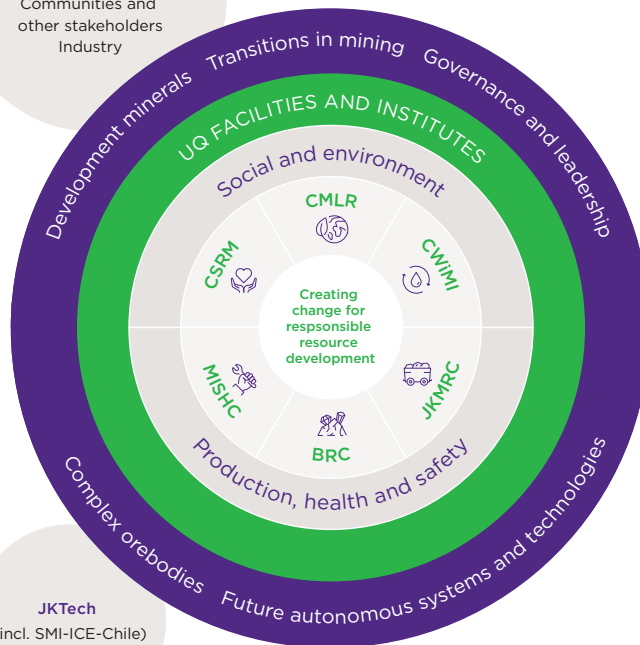 Communities and
other stakeholders
Industry
Development minerals
Transitions in mining
Governance and leadership
UQ FACILITIES AND INSTITUTES
Social and environment
CMLR
CSRM
CWiMI
Creating
change for
respsonsible
resource
development
MISHC
JKMRC
BRC
Production, health and safety
Complex orebodies
Future autonomous systems and technologies
JKTech
incl. SMI-ICE-Chile)